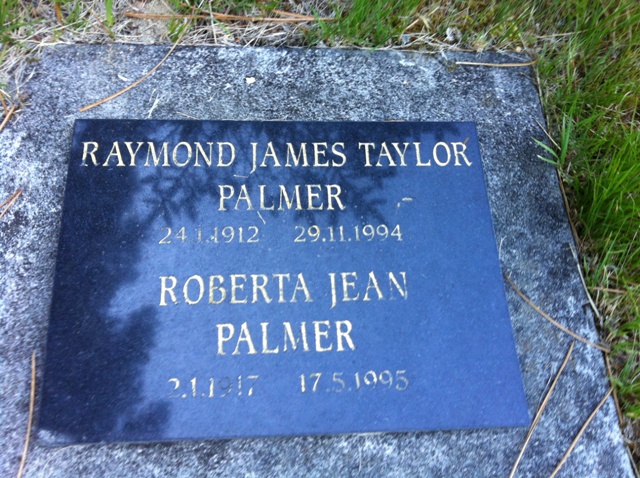 RAYMOND JAMES TAYLOR
PALMER
24.1.1912 29.11.1994
ROBERTA JEAN
PALMER
2.1.1917 17.5.1995